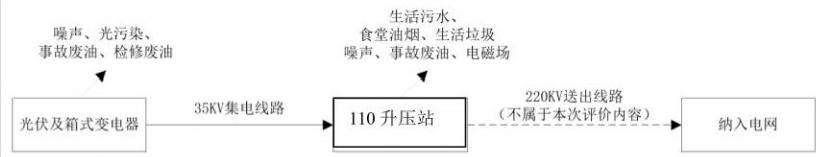 噪声、光污染、
事故废油、检修废油
生活污水、
食堂油烟、生活垃圾
噪声、事故废油、电磁场
光伏及箱式变电器
35KV集电线路
110 升压站
220KV送出线路
（不属于本次评价内容）
纳入电网